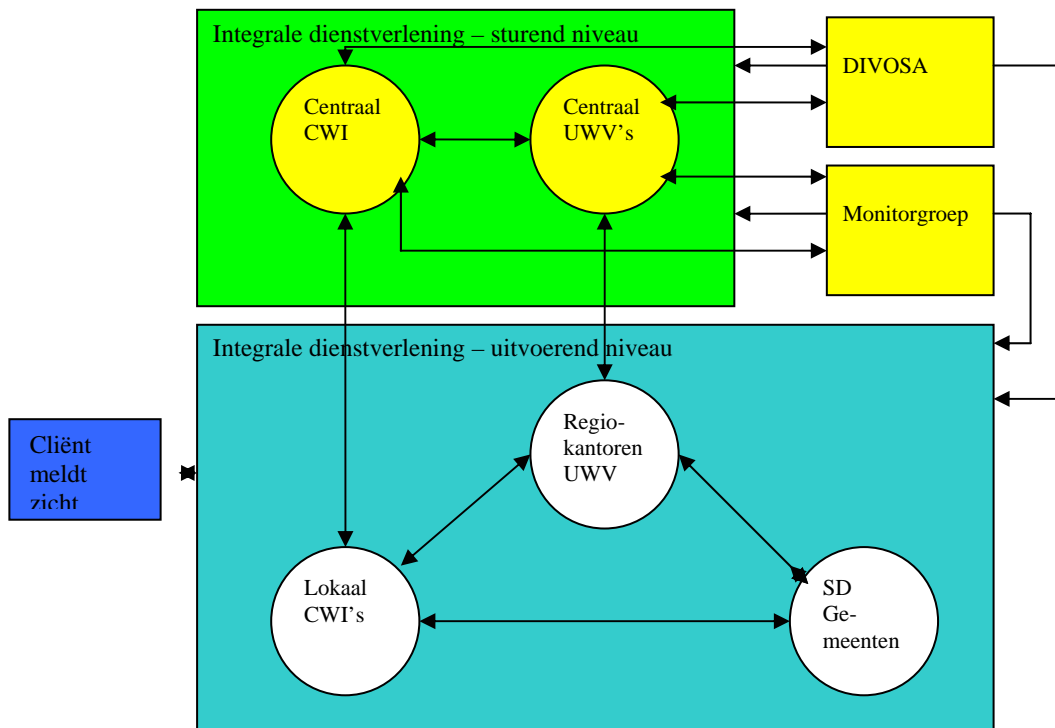 Integrale dienstverlening – sturend niveau
Centraal
CWI
Centraal
UWV’s
DIVOSA
Monitorgroep
Integrale dienstverlening – uitvoerend niveau
Cliënt
meldt
zicht
Regio-
kantoren
UWV
Lokaal
CWI’s
SD
Ge-
meenten